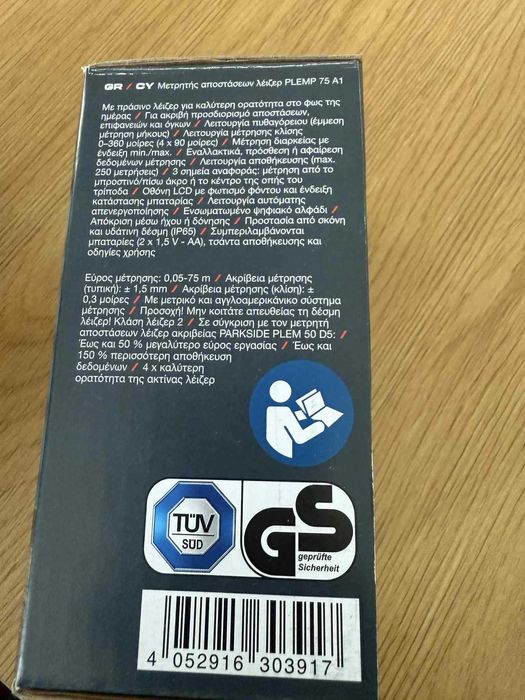 GR / CY Μετρητής αποστάσεων λέιζερ PLEMP 75 A1
Με πράσινο λέιζερ για καλύτερη ορατότητα στο φως της
ημέρας / Για ακριβή προσδιορισμό αποστάσεων,
επιφανειών και όγκων / Λειτουργία πυθαγορείου (έμμεση
μέτρηση μήκους) / Λειτουργία μέτρησης κλίσης
0–360 μοίρες (4 x 90 μοίρες) / Μέτρηση διαρκείας με
ένδειξη min./max. / Εναλλακτικά, πρόσθεση ή αφαίρεση
δεδομένων μέτρησης / Λειτουργία αποθήκευσης (max.
250 μετρήσεις) / 3 σημεία αναφοράς: μέτρηση από το
μπροστινό/πίσω άκρο ή το κέντρο της οπής του
τρίποδα / Οθόνη LCD με φωτισμό φόντου και ένδειξη
κατάστασης μπαταρίας / Λειτουργία αυτόματης
απενεργοποίησης / Ενσωματωμένο ψηφιακό αλφάδι /
Απόκριση μέσω ήχου ή δόνησης / Προστασία από σκόνη
και υδάτινη δέσμη (IP65) / Συμπεριλαμβάνονται
μπαταρίες (2 x 1,5 V - AA), τσάντα αποθήκευσης και
οδηγίες χρήσης
Εύρος μέτρησης: 0,05-75 m / Ακρίβεια μέτρησης
(τυπική): ± 1,5 mm / Ακρίβεια μέτρησης (κλίση): ±
0,3 μοίρες / Με μετρικό και αγγλοαμερικάνικο σύστημα
μέτρησης / Προσοχή! Μην κοιτάτε απευθείας τη δέσμη
λέιζερ! Κλάση λέιζερ 2 / Σε σύγκριση με τον μετρητή
αποστάσεων λέιζερ ακριβείας PARKSIDE PLEM 50 D5: /
Έως και 50 % μεγαλύτερο εύρος εργασίας / Έως και
150 % περισσότερη αποθήκευση
δεδομένων / 4 x καλύτερη
ορατότητα της ακτίνας λέιζερ
TÜV
SÜD
GS
geprüfte
Sicherheit
4 052916 303917